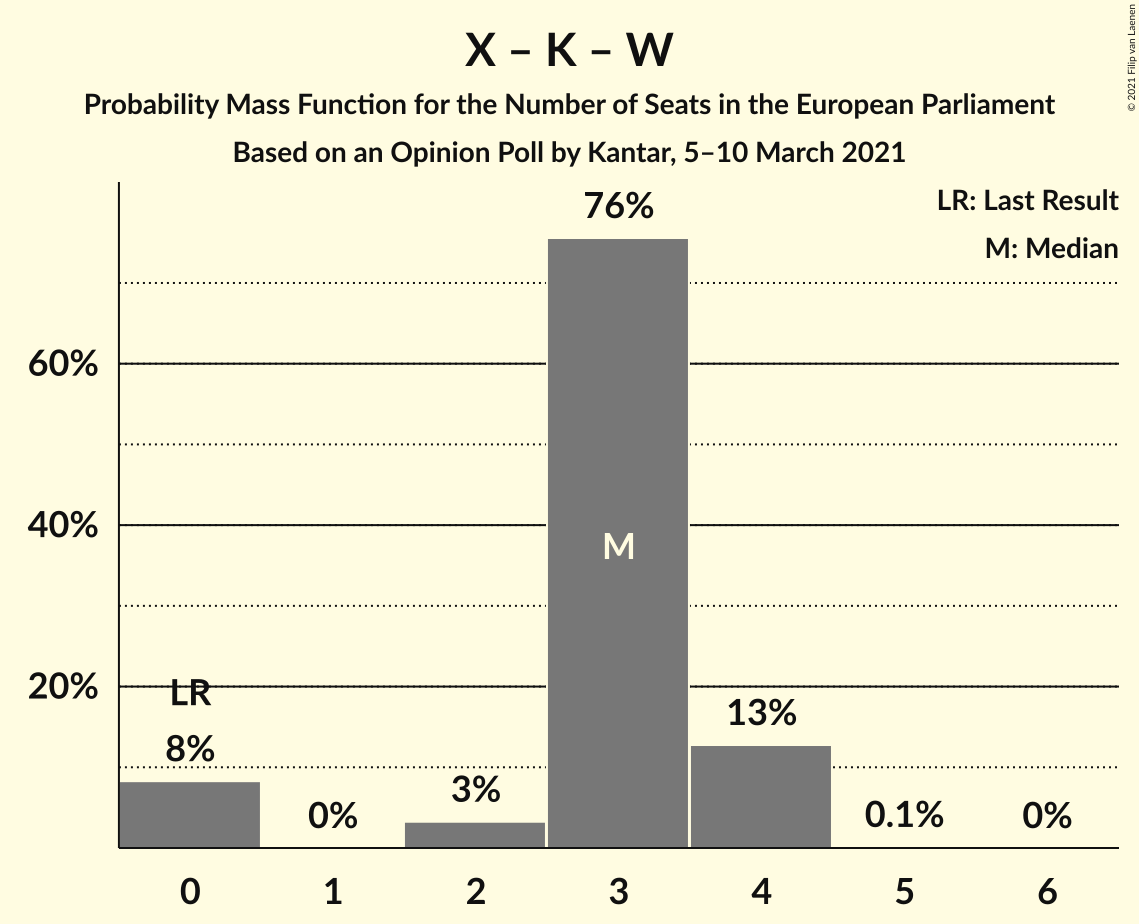 X – K – W
Probability Mass Function for the Number of Seats in the European Parliament
Based on an Opinion Poll by Kantar, 5–10 March 2021
© 2021 Filip van Laenen
LR: Last Result
M: Median
76%
60%
40%
20%
M
LR
8%
0%
3%
13%
0.1%
0%
0 1 2 3 4 5 6